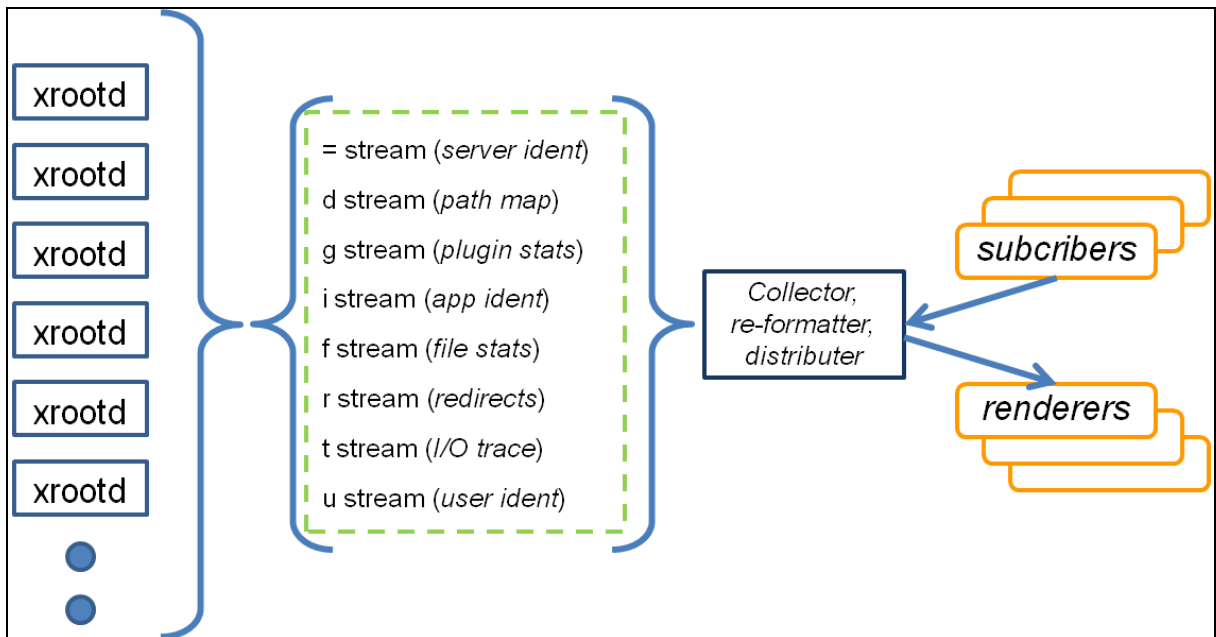 xrootd
xrootd
xrootd
xrootd
xrootd
xrootd
= stream (server ident)
d stream (path map)
g stream (plugin stats)
i stream (app ident)
f stream (file stats)
r stream (redirects)
t stream (I/O trace)
u stream (user ident)
Collector,
re-formatter,
distributer
subcribers
renderers